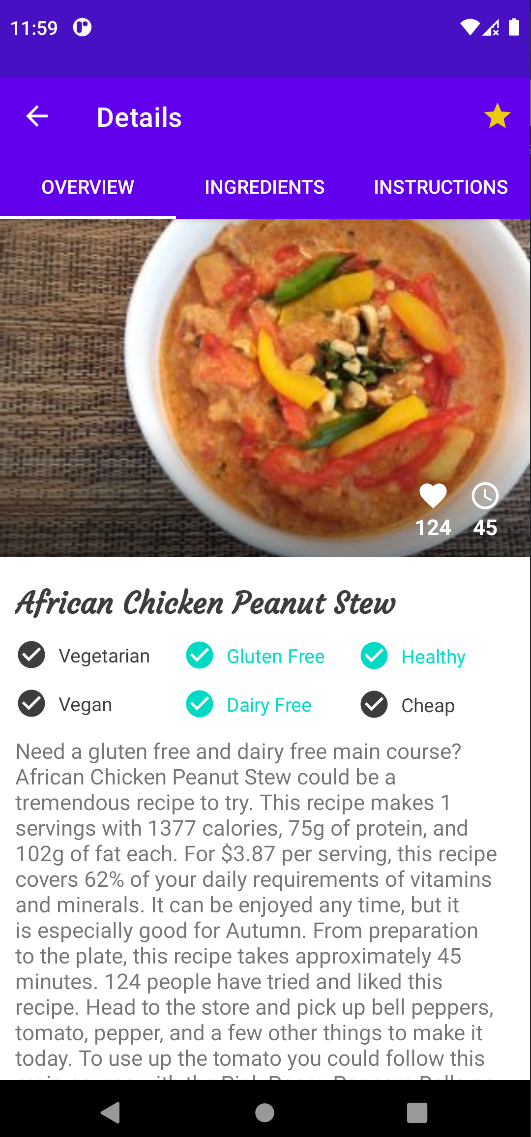 11:59
Details
OVERVIEW INGREDIENTS INSTRUCTIONS
124 45
African Chicken Peanut Stew
Vegetarian Gluten Free Healthy
Vegan Dairy Free Cheap
Need a gluten free and dairy free main course?
African Chicken Peanut Stew could be a
tremendous recipe to try. This recipe makes 1
servings with 1377 calories, 75g of protein, and
102g of fat each. For $3.87 per serving, this recipe
covers 62% of your daily requirements of vitamins
and minerals. It can be enjoyed any time, but it
is especially good for Autumn. From preparation
to the plate, this recipe takes approximately 45
minutes. 124 people have tried and liked this
recipe. Head to the store and pick up bell peppers,
tomato, pepper, and a few other things to make it
today. To use up the tomato you could follow this